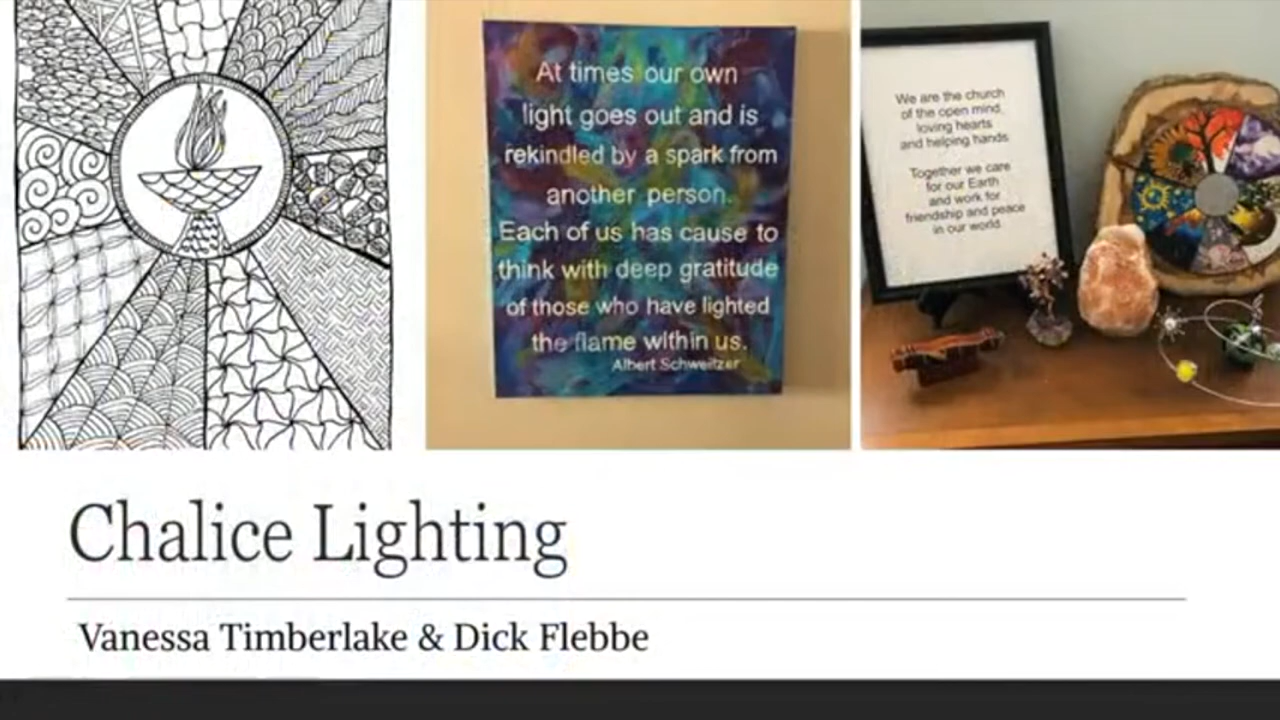 At times our own
light goes out and is
rekindled by a spark from
another person.
Each of us has cause to
think with deep gratitude
of those who have lighted
the flame within us.
Albert Schweitzer
We are the church
of the open mind,
loving hearts
and helping hands.
Together we care
for our Earth
and work for
friendship and peace
in our world.
Chalice Lighting
Vanessa Timberlake & Dick Flebbe